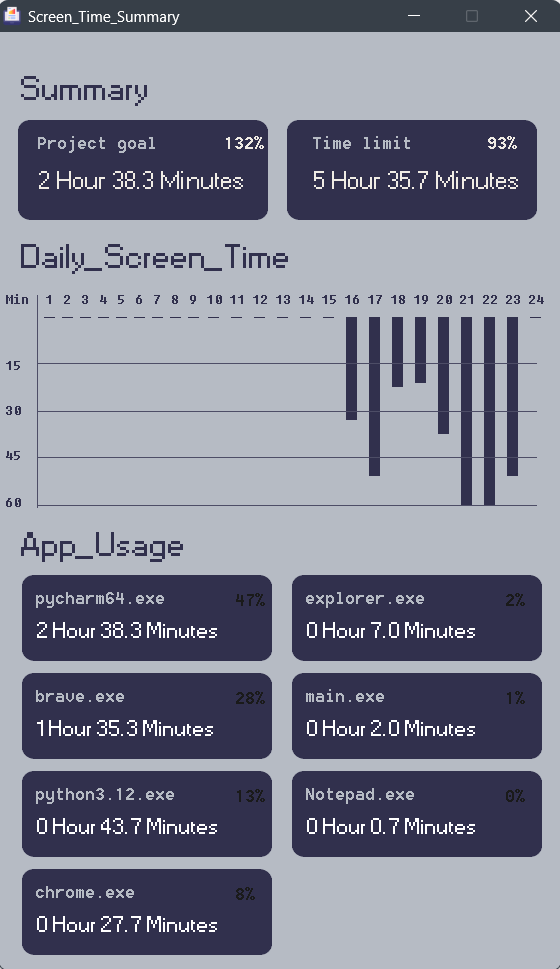 Screen_Time_Summary
Summary
Project goal 132%
2 Hour 38.3 Minutes
Time limit 93%
5 Hour 35.7 Minutes
Daily_Screen_Time
Min 1 2 3 4 5 6 7 8 9 10 11 12 13 14 15 16 17 18 19 20 21 22 23 24
15
30
45
60
App_Usage
pycharm64.exe 47%
2 Hour 38.3 Minutes
explorer.exe 2%
0 Hour 7.0 Minutes
brave.exe 28%
1 Hour 35.3 Minutes
main.exe 1%
0 Hour 2.0 Minutes
python3.12.exe 13%
0 Hour 43.7 Minutes
Notepad.exe 0%
0 Hour 0.7 Minutes
chrome.exe 8%
0 Hour 27.7 Minutes